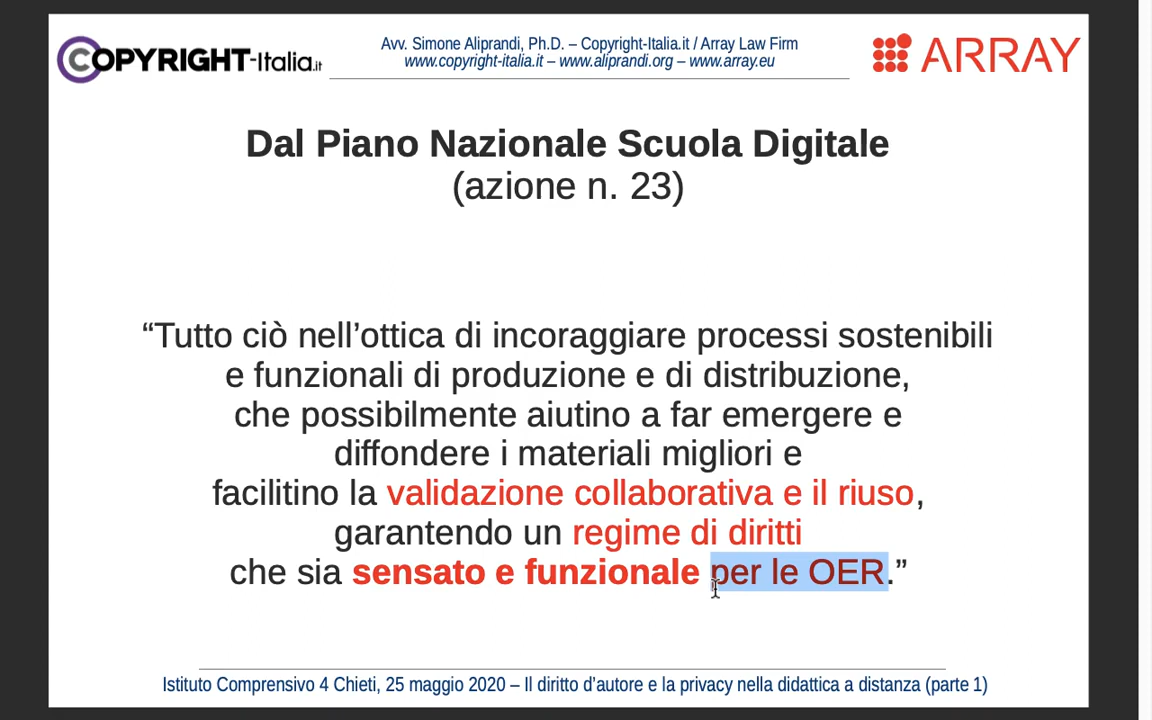 COPYRIGHT-Italia.it
Avv. Simone Aliprandi, Ph.D. – Copyright-Italia.it / Array Law Firm
www.copyright-italia.it – www.aliprandi.org – www.array.eu
ARRAY
Dal Piano Nazionale Scuola Digitale
(azione n. 23)
“Tutto ciò nell’ottica di incoraggiare processi sostenibili
e funzionali di produzione e di distribuzione,
che possibilmente aiutino a far emergere e
diffondere i materiali migliori e
facilitino la validazione collaborativa e il riuso,
garantendo un regime di diritti
che sia sensato e funzionale per le OER.”
Istituto Comprensivo 4 Chieti, 25 maggio 2020 – Il diritto d’autore e la privacy nella didattica a distanza (parte 1)